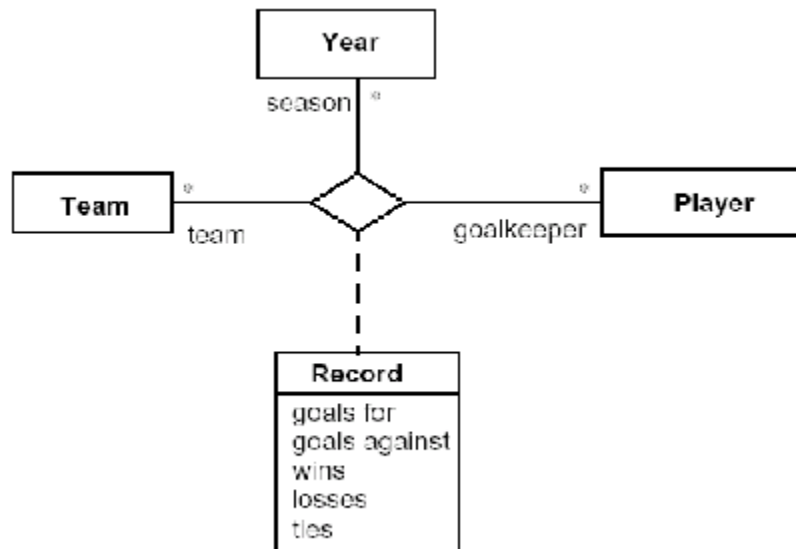 Year
season *
* *
Team
Player
team
goalkeeper
Record
goals for
goals against
wins
losses
ties